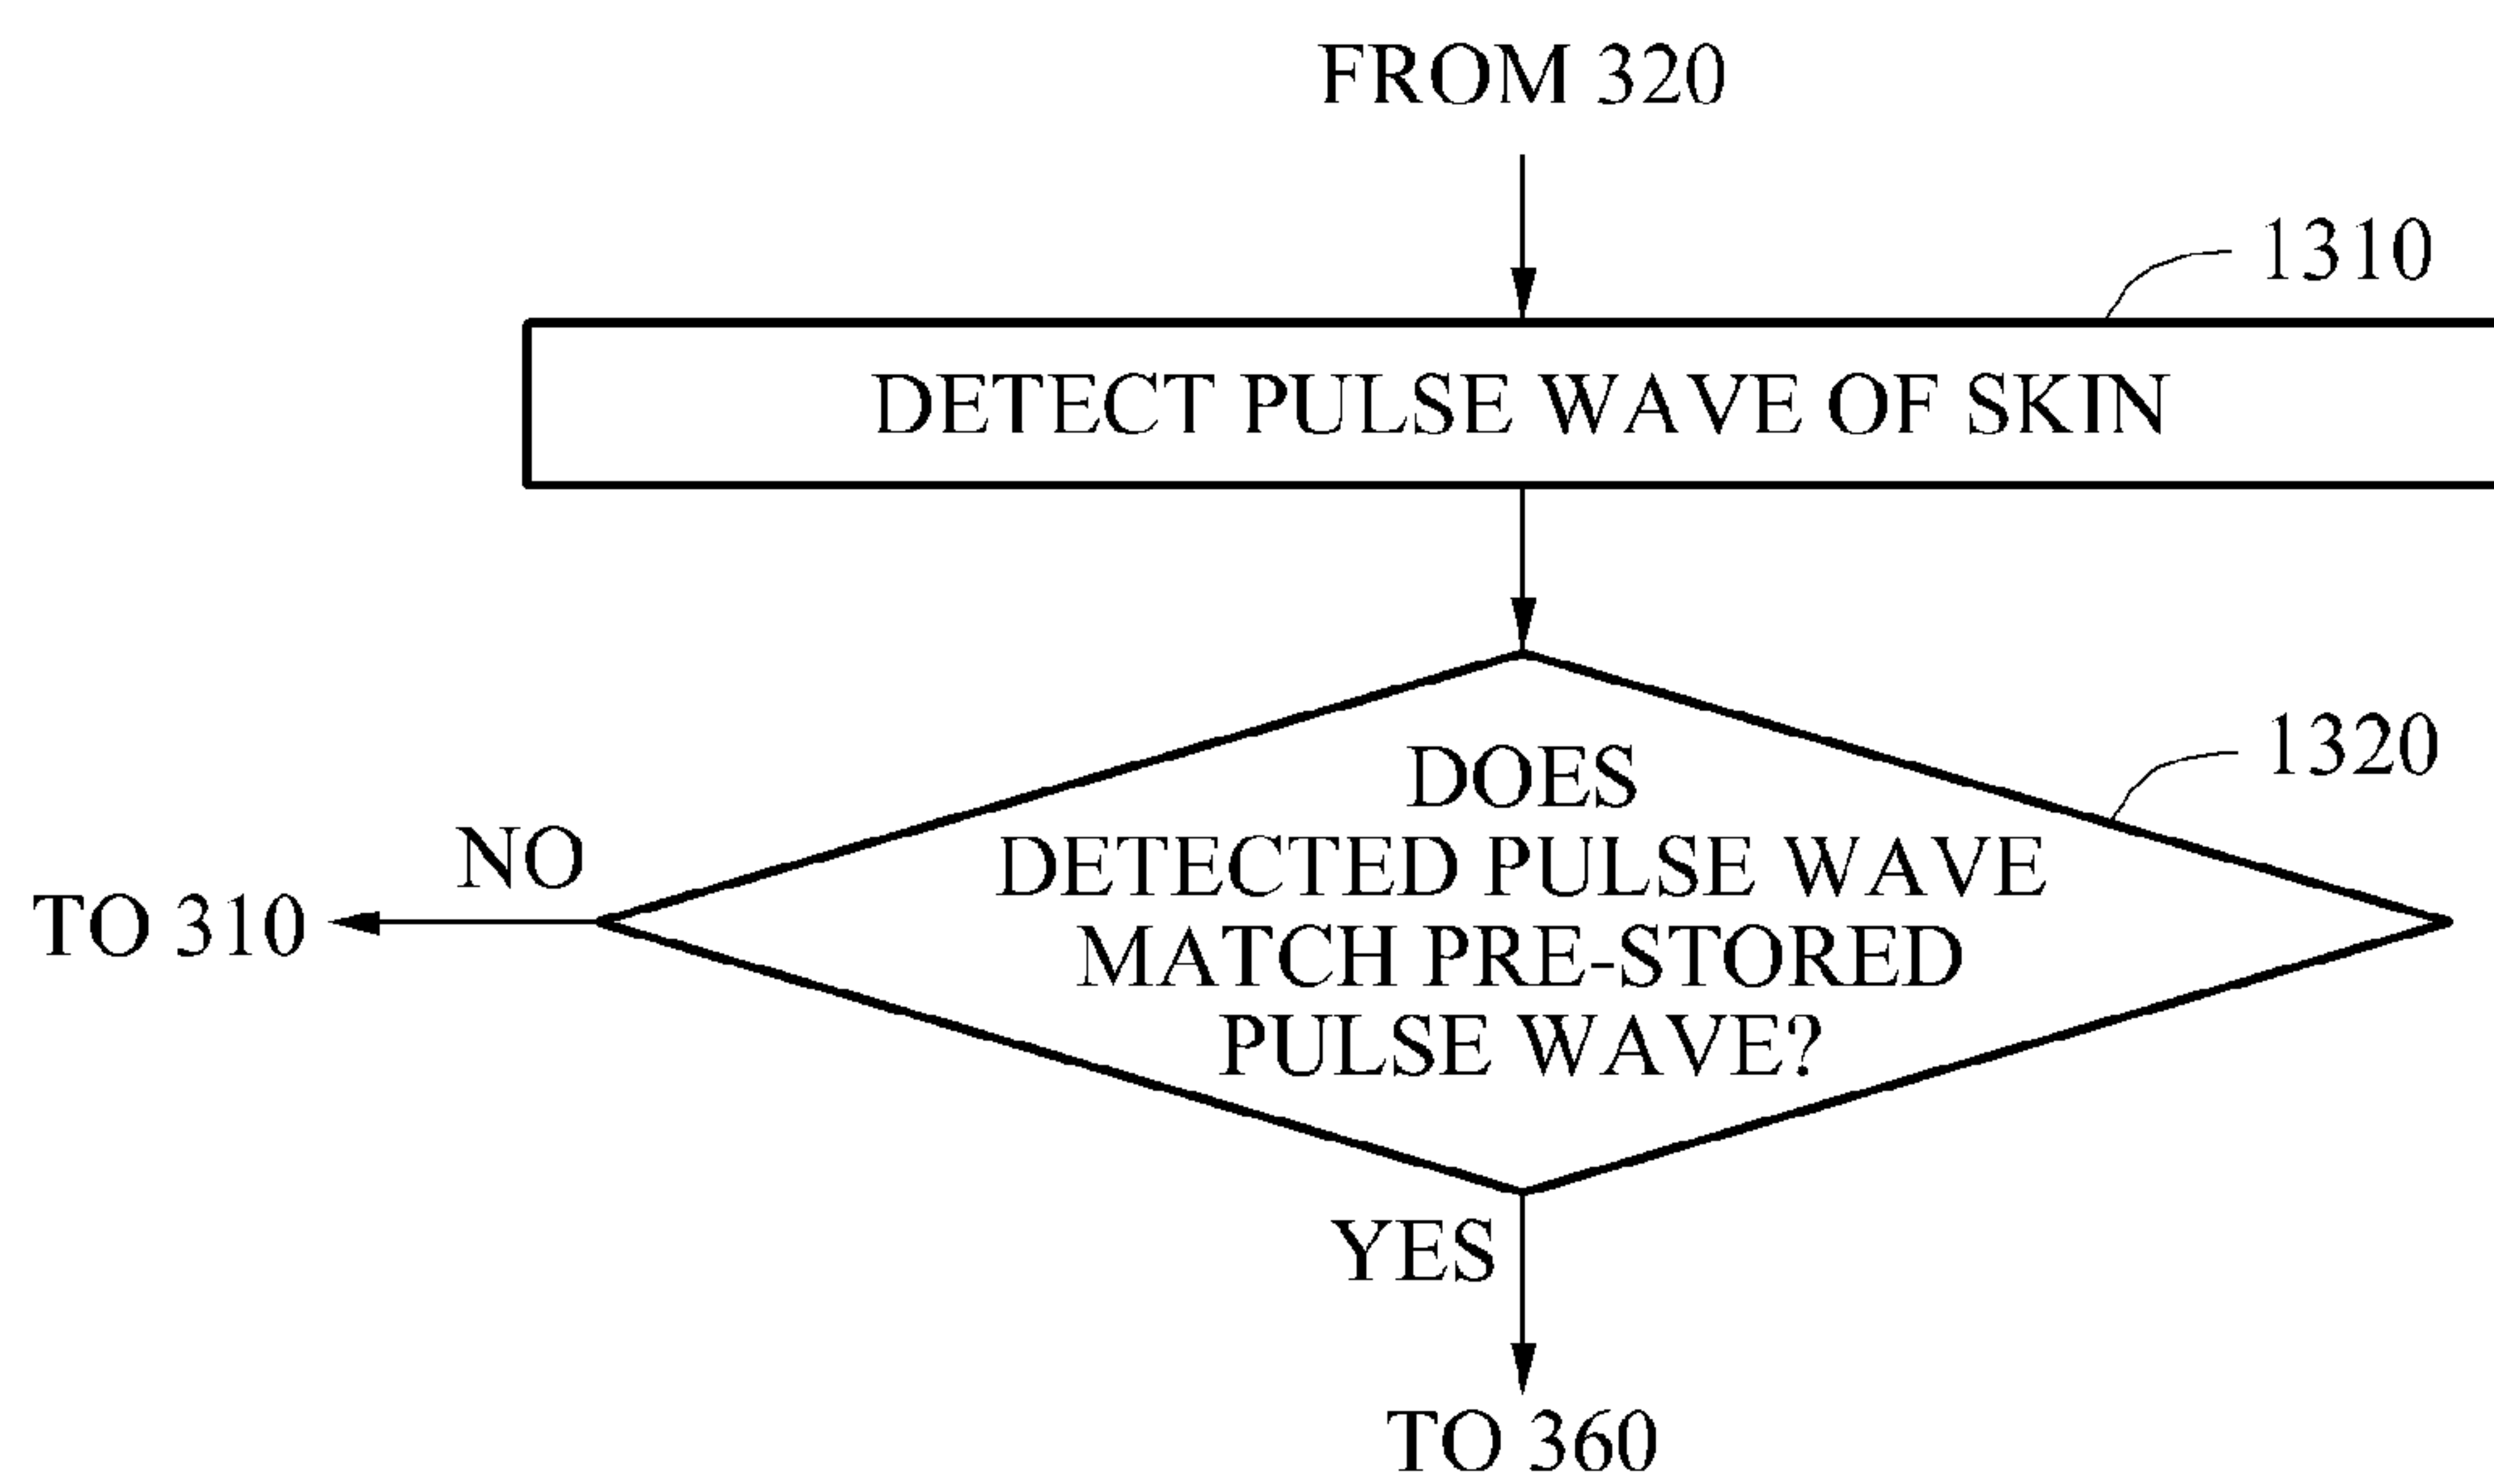 FROM 320
1310
DETECT PULSE WAVE OF SKIN
1320
DOES
DETECTED PULSE WAVE
MATCH PRE-STORED
PULSE WAVE?
NO
TO 310
YES
TO 360